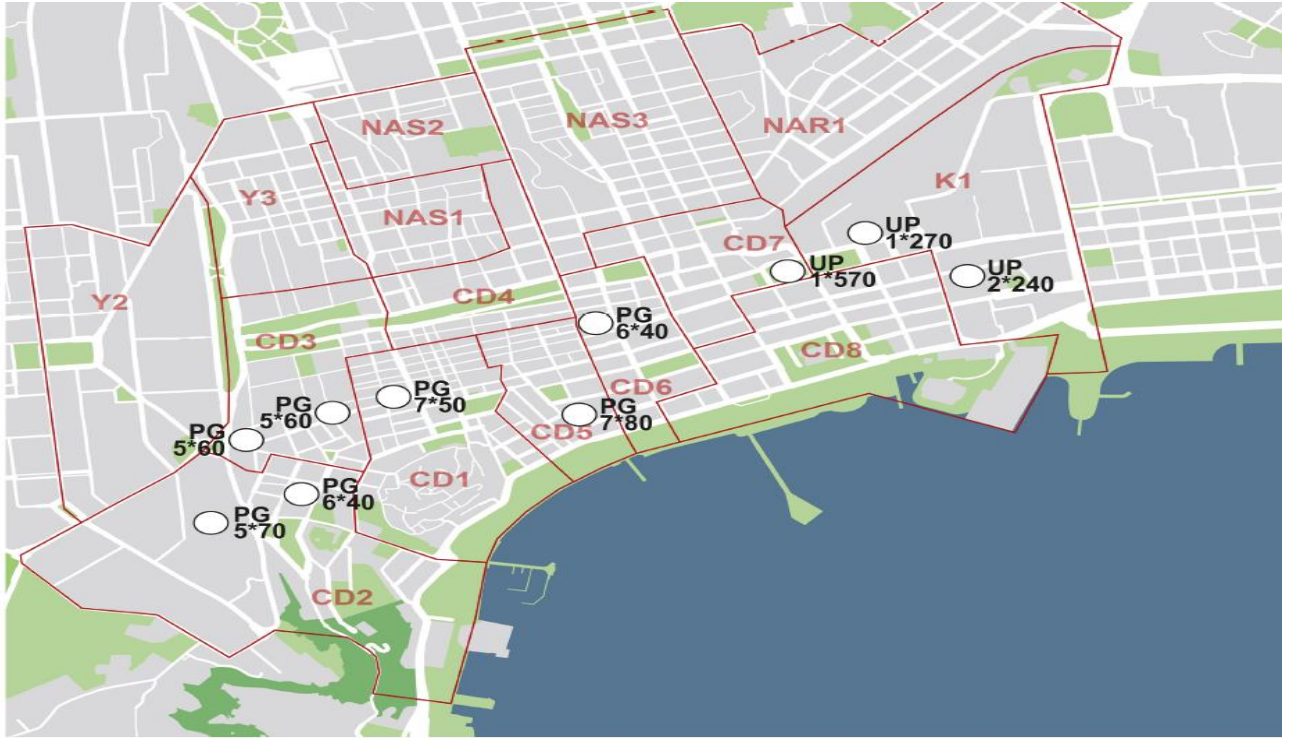 NAS2
NAS3
NAR1
K1
Y3
NAS1
UP
1*270
CD7
UP
1*570
UP
2*240
Y2
CD4
PG
6*40
CD3
CD8
PG
7*50
CD6
PG
5*60
PG
7*80
PG
5*60
CD5
CD1
PG
6*40
PG
5*70
CD2